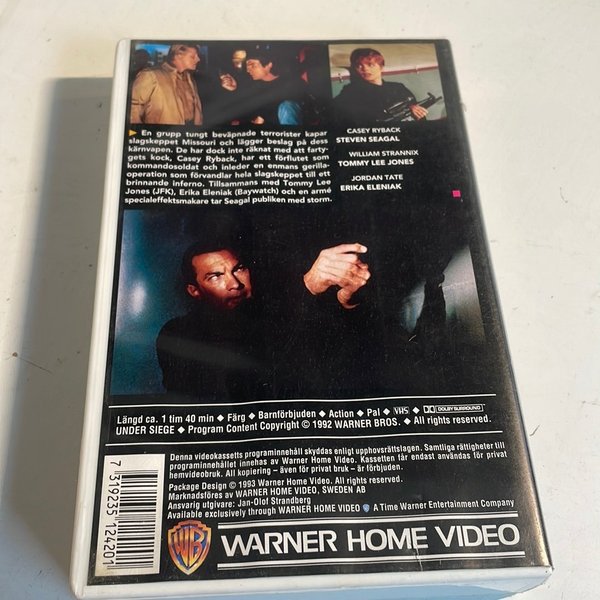 ▶ En grupp tungt beväpnade terrorister kapar
slagskeppet Missouri och lägger beslag på dess
kärnvapen. De har dock inte räknat med att farty-
gets kock, Casey Ryback, har ett förflutet som
kommandosoldat och inleder en enmans gerilla-
operation som förvandlar hela slagskeppet till ett
brinnande inferno. Tillsammans med Tommy Lee
Jones (JFK), Erika Eleniak (Baywatch) och en armé
specialeffektsmakare tar Seagal publiken med storm.
CASEY RYBACK
STEVEN SEAGAL
WILLIAM STRANNIX
TOMMY LEE JONES
JORDAN TATE
ERIKA ELENIAK
Längd ca. 1 tim 40 min ◆ Färg ◆ Barnförbjuden ◆ Action ◆ Pal ◆ VHS ◆ DOLBY SURROUND
UNDER SIEGE ◆ Program Content Copyright © 1992 WARNER BROS. ◆ All rights reserved.
Denna videokassetts programinnehåll skyddas enligt upphovsrättslagen. Samtliga rättigheter till
programinnehållet innehas av Warner Home Video. Kassetten får endast användas för privat
hemvideobruk. All kopiering – även för privat bruk – är förbjuden.
Package Design © 1993 Warner Home Video. All rights reserved.
Marknadsföres av WARNER HOME VIDEO, SWEDEN AB
Ansvarig utgivare: Jan-Olof Strandberg
Available exclusively through WARNER HOME VIDEO A Time Warner Entertainment Company
7 319235 124201
WB WARNER HOME VIDEO